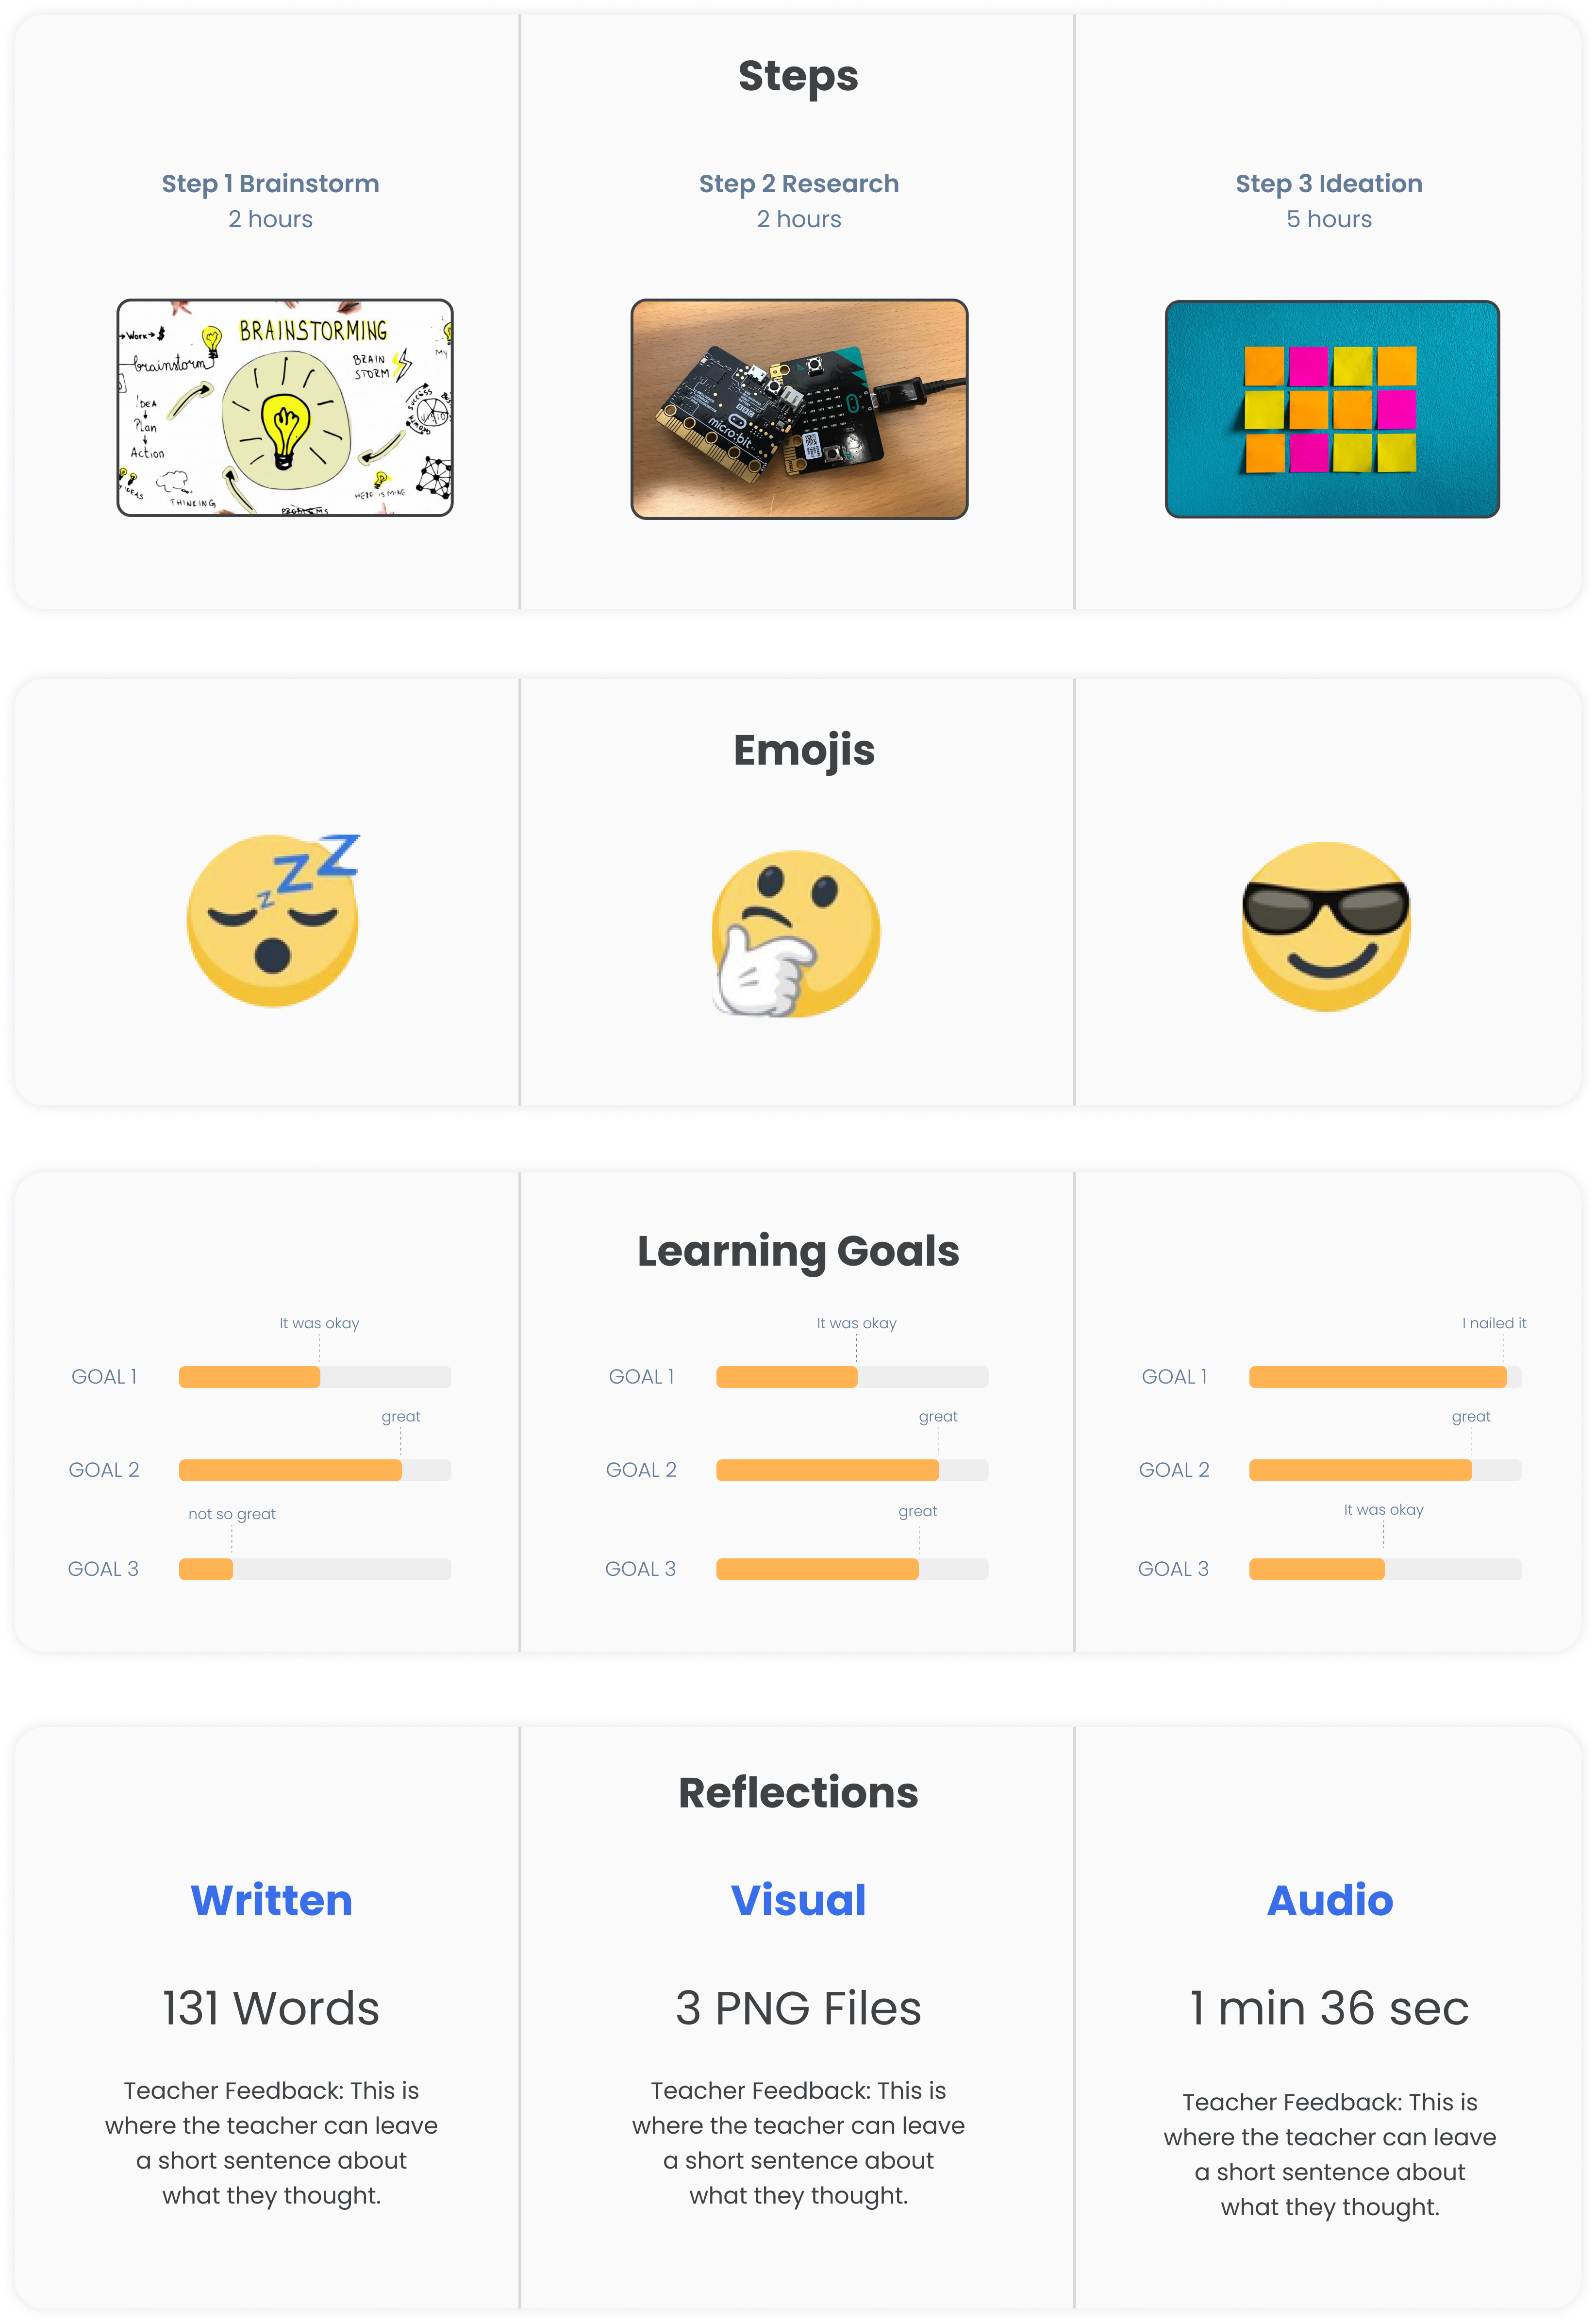 Steps
Step 1 Brainstorm
2 hours
Step 2 Research
2 hours
Step 3 Ideation
5 hours
Work
BRAINSTORMING
brainstorm
BRAIN
STORM
MY
IDEA
Plan
Action
SUCCESS
THINKING
HERE IS MINE
PROBLEMS
micro:bit
Emojis
Learning Goals
It was okay
GOAL 1
great
GOAL 2
not so great
GOAL 3
It was okay
GOAL 1
great
GOAL 2
great
GOAL 3
I nailed it
GOAL 1
great
GOAL 2
It was okay
GOAL 3
Reflections
Written
131 Words
Teacher Feedback: This is
where the teacher can leave
a short sentence about
what they thought.
Visual
3 PNG Files
Teacher Feedback: This is
where the teacher can leave
a short sentence about
what they thought.
Audio
1 min 36 sec
Teacher Feedback: This is
where the teacher can leave
a short sentence about
what they thought.